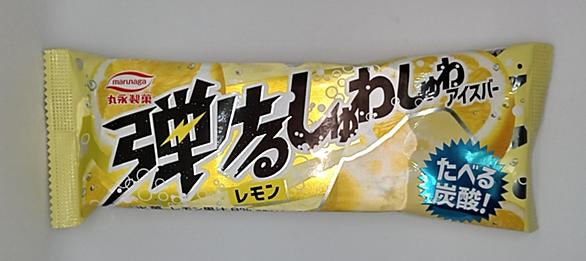 marunaga
丸永製菓
弾けるしゅわしゅわ
アイスバー
レモン
たべる
炭酸!